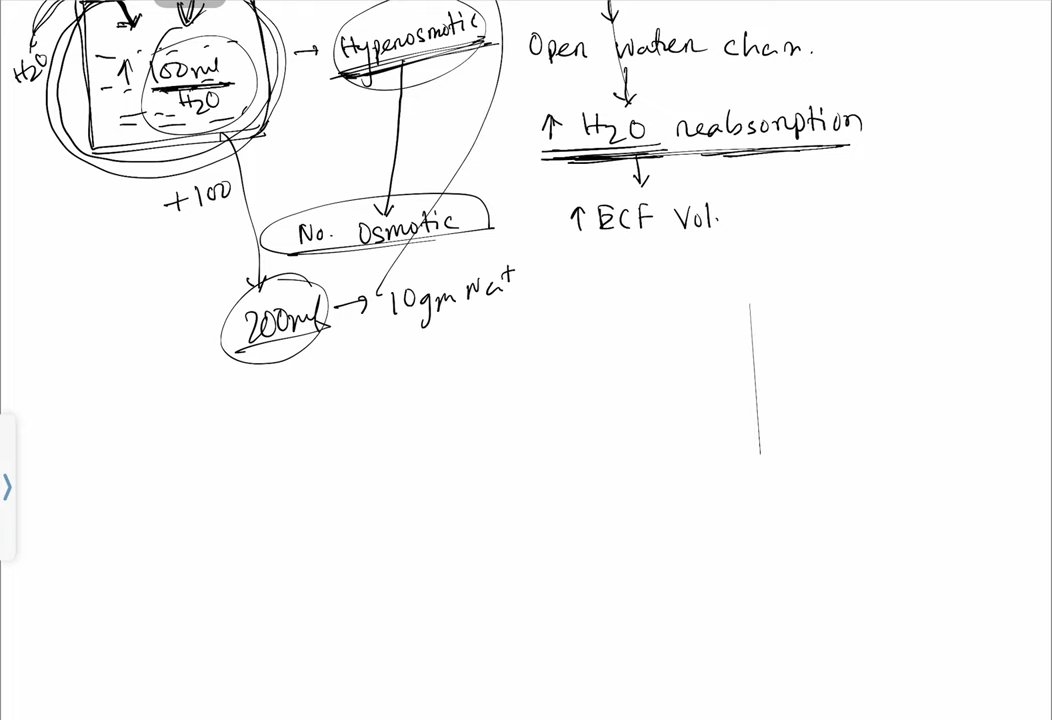 H2O
↑ 100ml
H2O
→ Hyperosmotic
+100
No. Osmotic
200ml → 10gm Na+
Open water chan.
↑ H2O reabsorption
↑ ECF Vol.